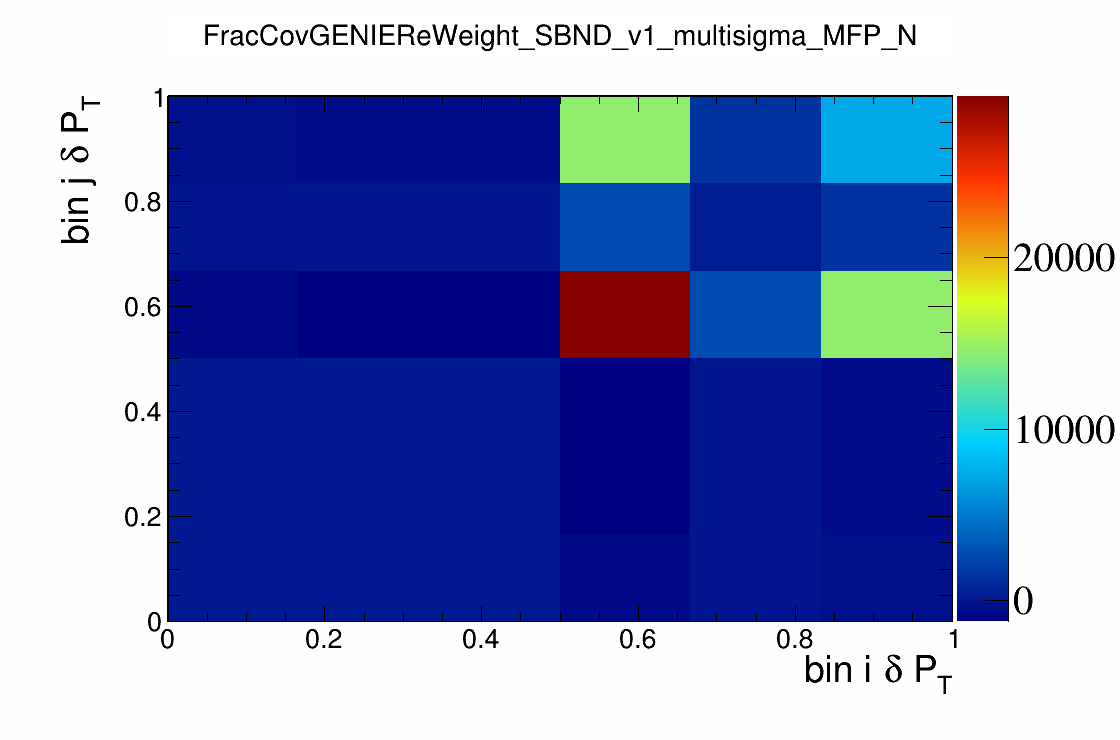 FracCovGENIEReWeight_SBND_v1_multisigma_MFP_N
bin j δ P_T
1
0.8
0.6
0.4
0.2
0
0 0.2 0.4 0.6 0.8 1
bin i δ P_T
20000
10000
0